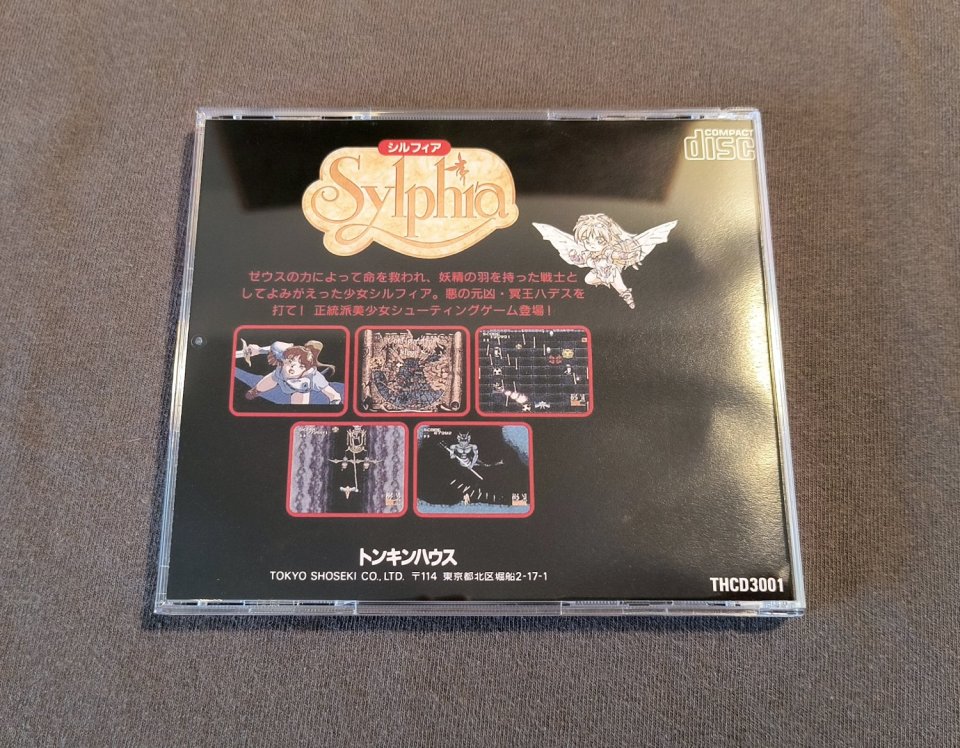 COMPACT
disc
シルフィア
Sylphia
ゼウスの力によって命を救われ、妖精の羽を持った戦士と
してよみがえった少女シルフィア。悪の元凶・冥王ハデスを
打て！ 正統派美少女シューティングゲーム登場！
トンキンハウス
TOKYO SHOSEKI CO., LTD. 〒114 東京都北区堀船2-17-1
THCD3001